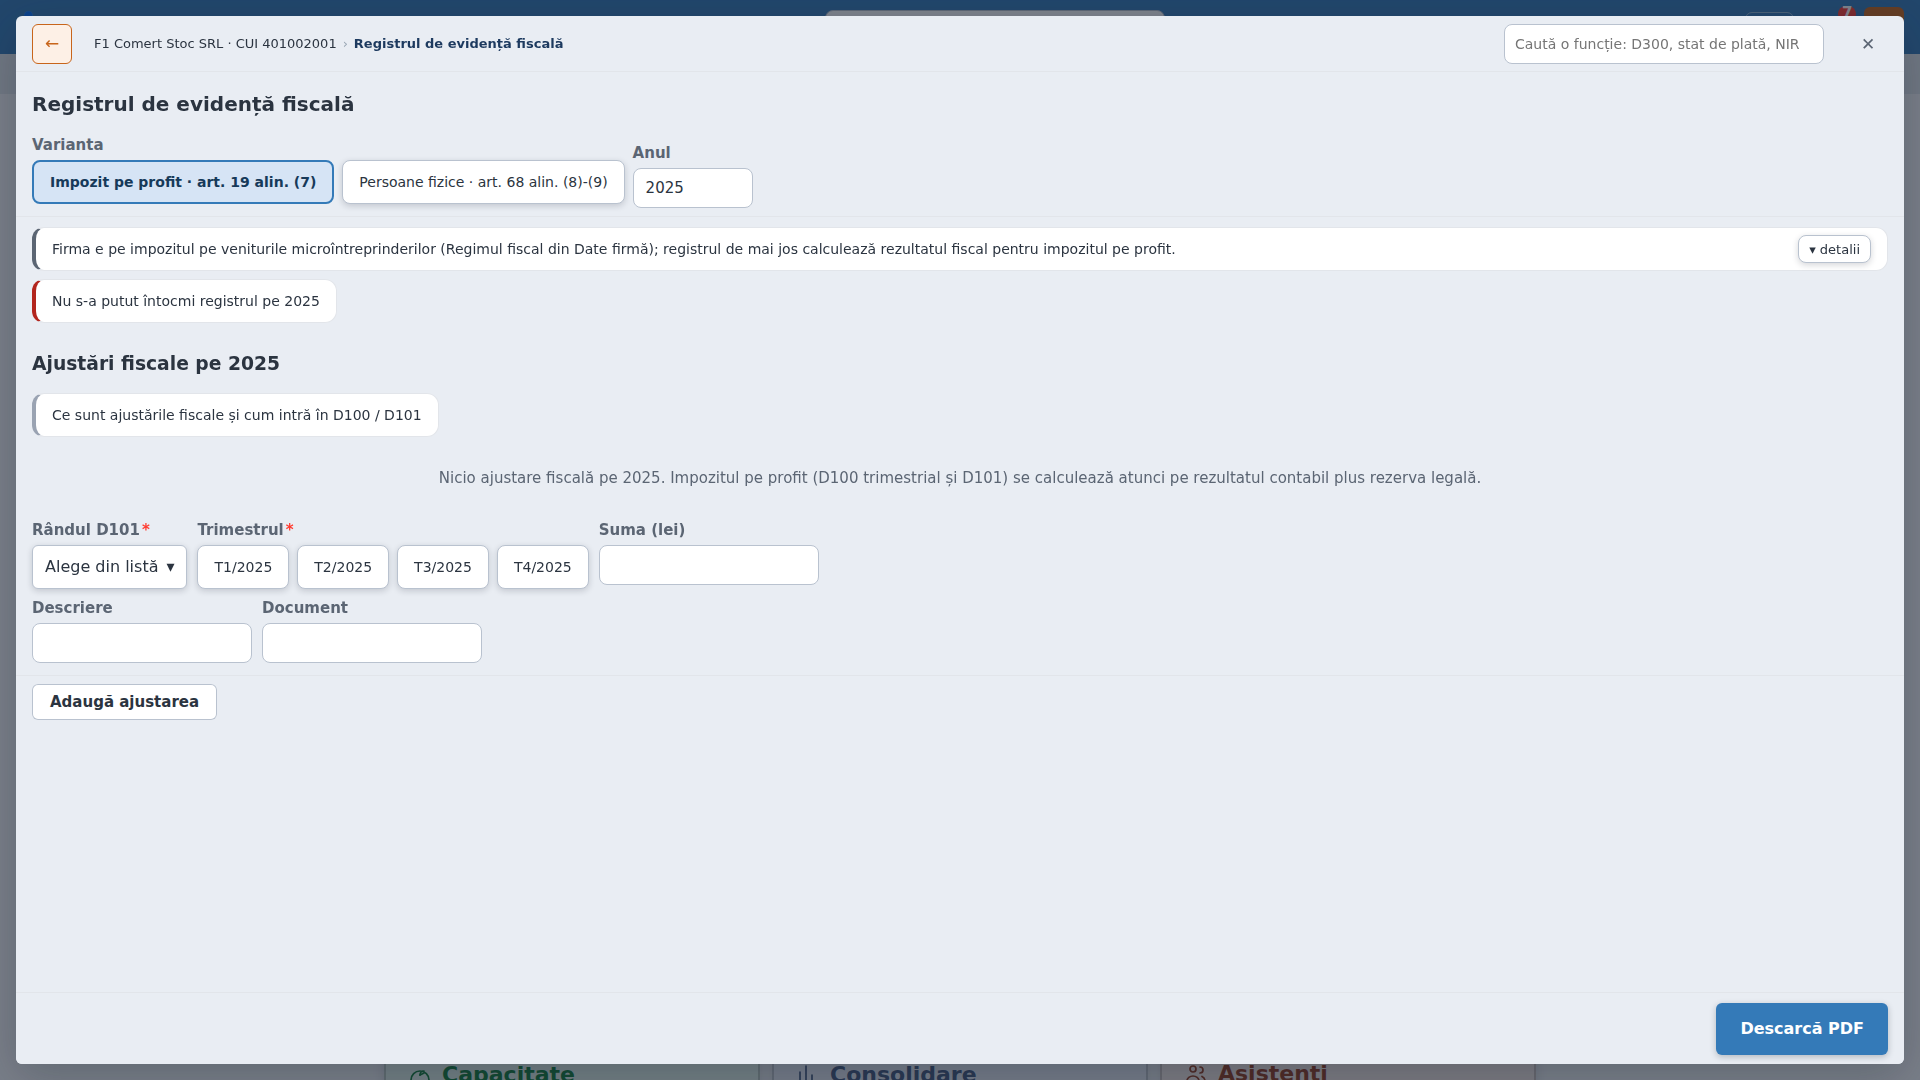 7
← F1 Comert Stoc SRL · CUI 401002001 › Registrul de evidență fiscală Caută o funcție: D300, stat de plată, NIR ✕
Registrul de evidență fiscală
Varianta Anul
Impozit pe profit · art. 19 alin. (7) Persoane fizice · art. 68 alin. (8)-(9) 2025
Firma e pe impozitul pe veniturile microîntreprinderilor (Regimul fiscal din Date firmă); registrul de mai jos calculează rezultatul fiscal pentru impozitul pe profit. ▾ detalii
Nu s-a putut întocmi registrul pe 2025
Ajustări fiscale pe 2025
Ce sunt ajustările fiscale și cum intră în D100 / D101
Nicio ajustare fiscală pe 2025. Impozitul pe profit (D100 trimestrial și D101) se calculează atunci pe rezultatul contabil plus rezerva legală.
Rândul D101* Trimestrul* Suma (lei)
Alege din listă ▼ T1/2025 T2/2025 T3/2025 T4/2025
Descriere Document
Adaugă ajustarea
Descarcă PDF
Capacitate Consolidare Asistenți